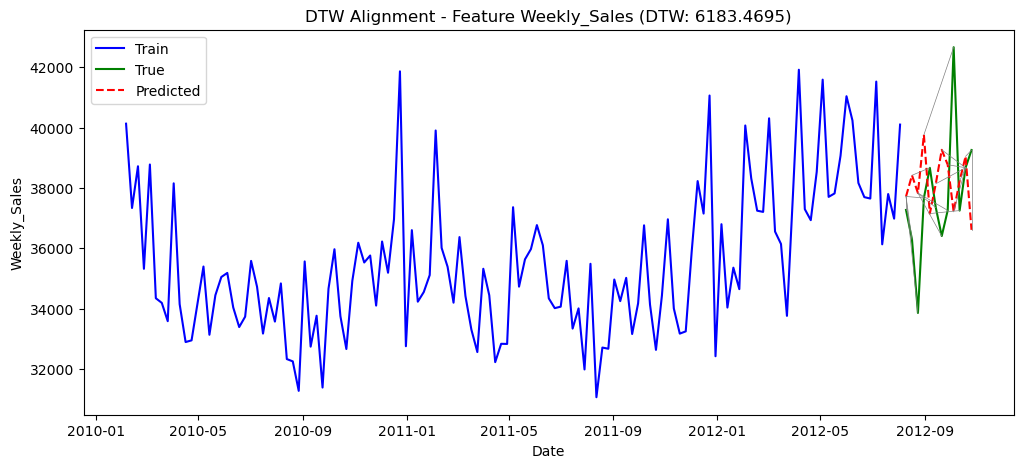 DTW Alignment - Feature Weekly_Sales (DTW: 6183.4695)
Train
True
Predicted
42000
40000
38000
36000
34000
32000
Weekly_Sales
2010-01
2010-05
2010-09
2011-01
2011-05
2011-09
2012-01
2012-05
2012-09
Date